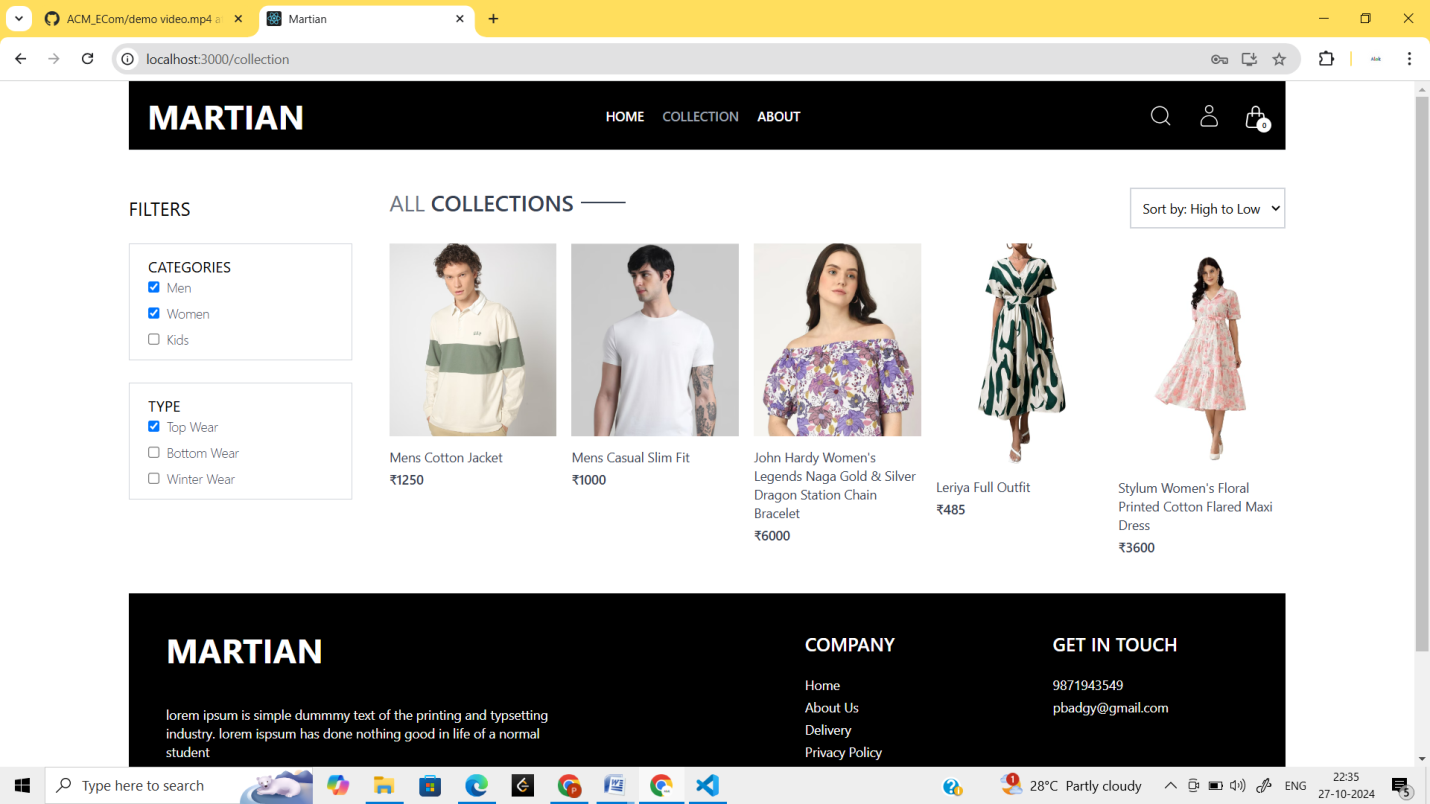 ACM_ECom/demo video.mp4 a
Martian
localhost:3000/collection
MARTIAN
HOME
COLLECTION
ABOUT
0
FILTERS
CATEGORIES
Men
Women
Kids
TYPE
Top Wear
Bottom Wear
Winter Wear
ALL COLLECTIONS
Sort by: High to Low
Mens Cotton Jacket
₹1250
Mens Casual Slim Fit
₹1000
John Hardy Women's
Legends Naga Gold & Silver
Dragon Station Chain
Bracelet
₹6000
Leriya Full Outfit
₹485
Stylum Women's Floral
Printed Cotton Flared Maxi
Dress
₹3600
MARTIAN
lorem ipsum is simple dummmy text of the printing and typsetting
industry. lorem ispsum has done nothing good in life of a normal
student
COMPANY
Home
About Us
Delivery
Privacy Policy
GET IN TOUCH
9871943549
pbadgy@gmail.com
Type here to search
1
28°C Partly cloudy
ENG
22:35
27-10-2024
5